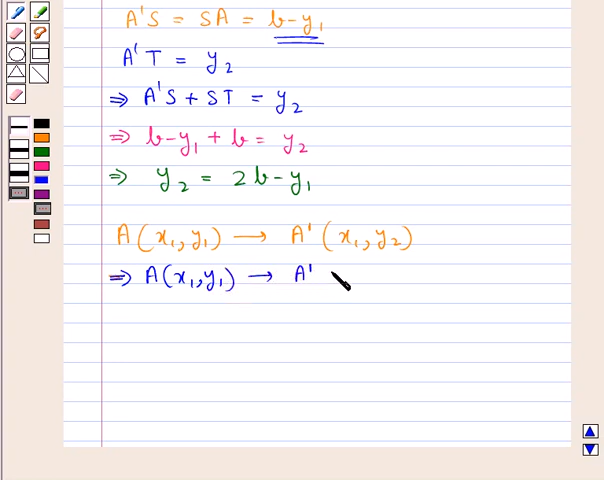 A'S = SA = b-y₁
A'T = y₂
⇒ A'S + ST = y₂
⇒ b-y₁ + b = y₂
⇒ y₂ = 2b-y₁
A(x₁,y₁) → A'(x₁,y₂)
⇒ A(x₁,y₁) → A'